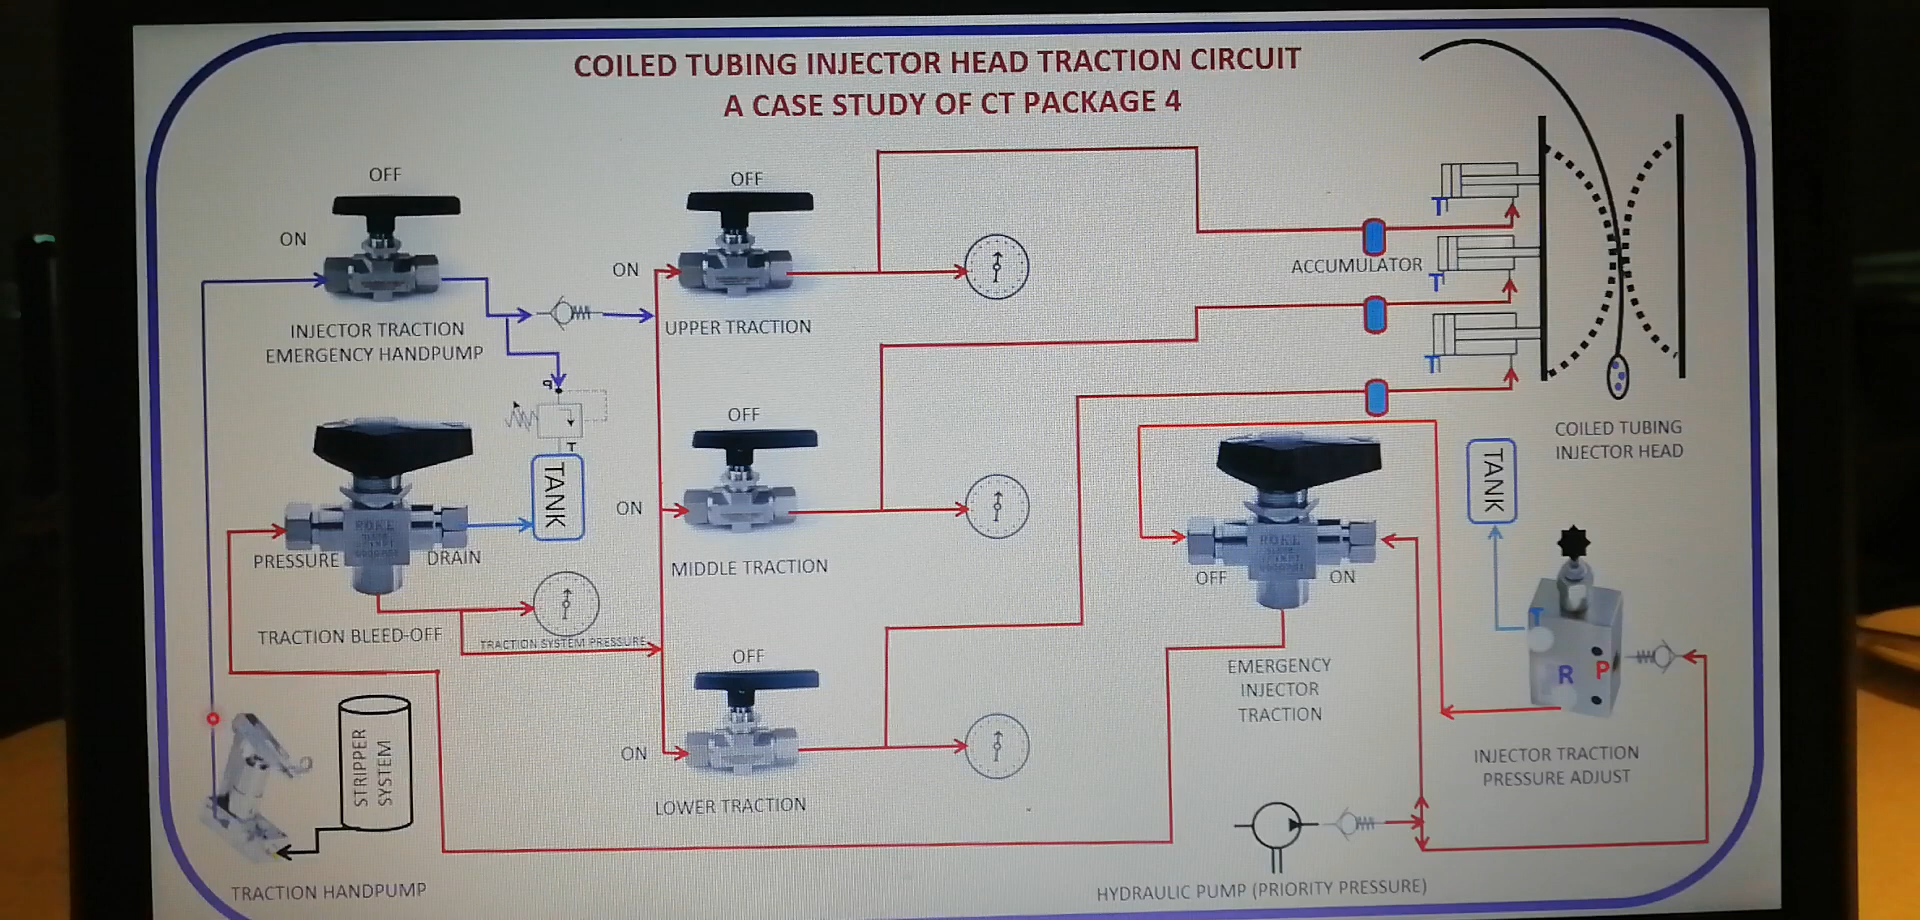 COILED TUBING INJECTOR HEAD TRACTION CIRCUIT
A CASE STUDY OF CT PACKAGE 4
OFF
ON
INJECTOR TRACTION
EMERGENCY HANDPUMP
OFF
ON
UPPER TRACTION
ACCUMULATOR
T
T
T
COILED TUBING
INJECTOR HEAD
T
TANK
PRESSURE
DRAIN
TRACTION BLEED-OFF
TRACTION SYSTEM PRESSURE
OFF
ON
MIDDLE TRACTION
OFF
ON
LOWER TRACTION
HOKE
OFF
ON
EMERGENCY
INJECTOR
TRACTION
TANK
T
R
P
INJECTOR TRACTION
PRESSURE ADJUST
STRIPPER
SYSTEM
TRACTION HANDPUMP
HYDRAULIC PUMP (PRIORITY PRESSURE)